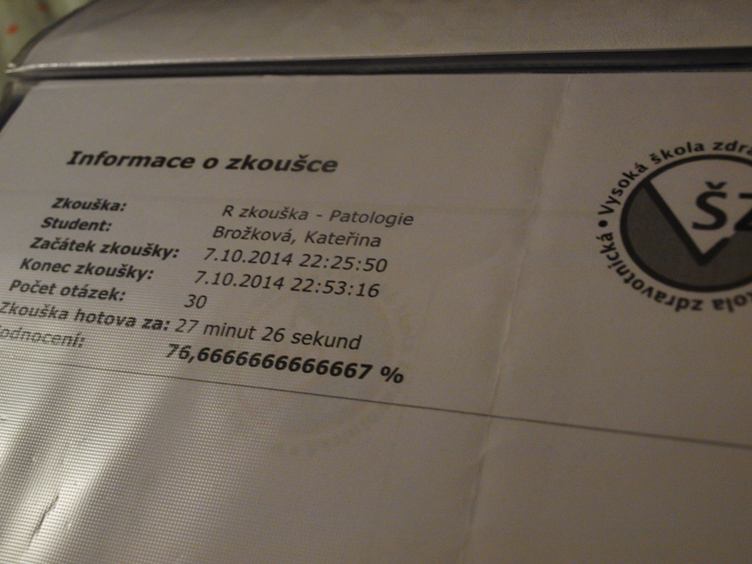 Informace o zkoušce
Zkouška: R zkouška - Patologie
Student: Brožková, Kateřina
Začátek zkoušky: 7.10.2014 22:25:50
Konec zkoušky: 7.10.2014 22:53:16
Počet otázek: 30
Zkouška hotova za: 27 minut 26 sekund
odnocení: 76,6666666666667 %
Vysoká škola zdra
ŠZ
kola zdravotnická •